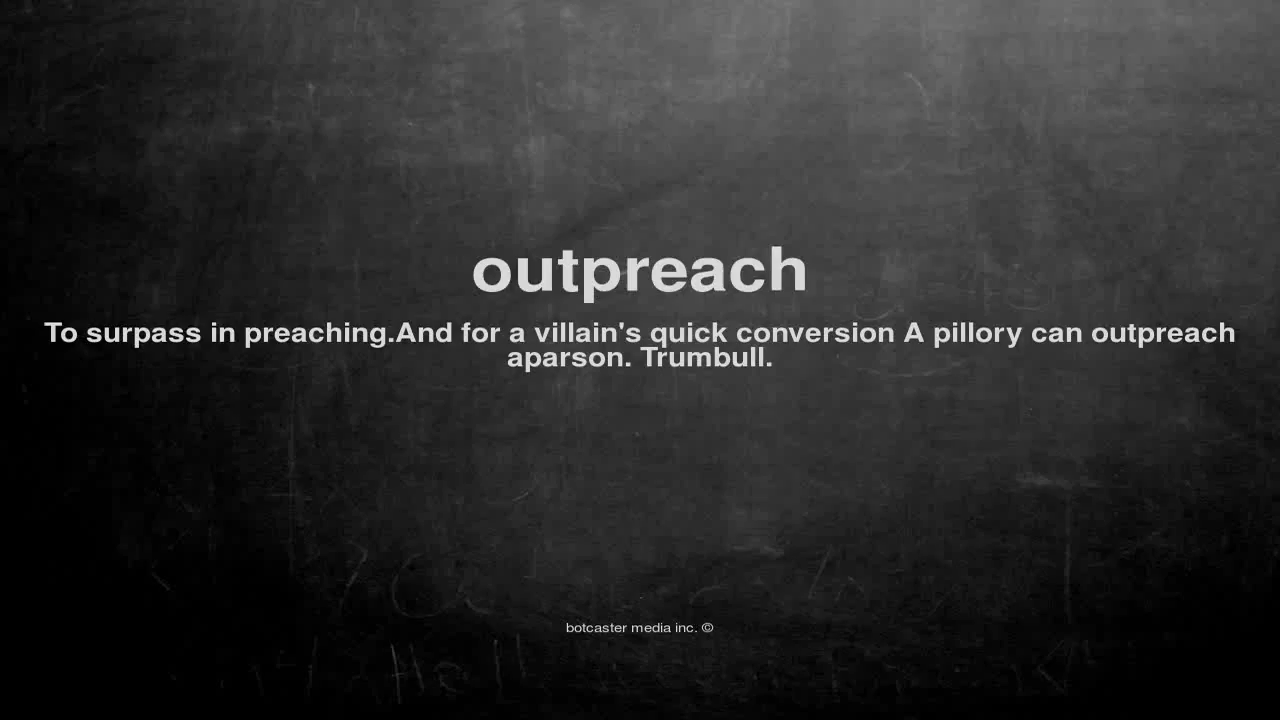 outpreach
To surpass in preaching.And for a villain's quick conversion A pillory can outpreach
aparson. Trumbull.
botcaster media inc. ©